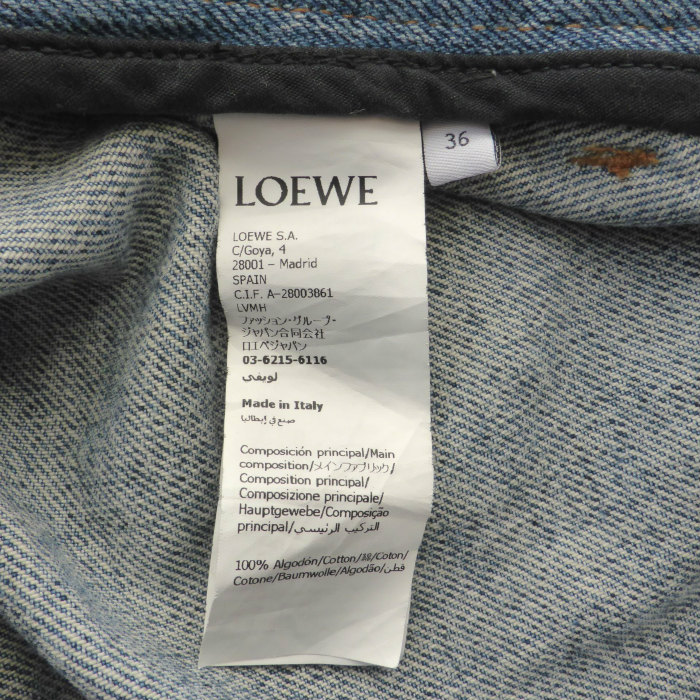 36
LOEWE
LOEWE S.A.
C/Goya, 4
28001 – Madrid
SPAIN
C.I.F. A-28003861
LVMH
ファッション・グループ・
ジャパン合同会社
ロエベジャパン
03-6215-6116
لويفي
Made in Italy
صنع في إيطاليا
Composición principal/Main
composition/メインファブリック/
Composition principal/
Composizione principale/
Hauptgewebe/Composição
principal/التركيب الرئيسي
100% Algodón/Cotton/綿/Coton/
Cotone/Baumwolle/Algodão/قطن